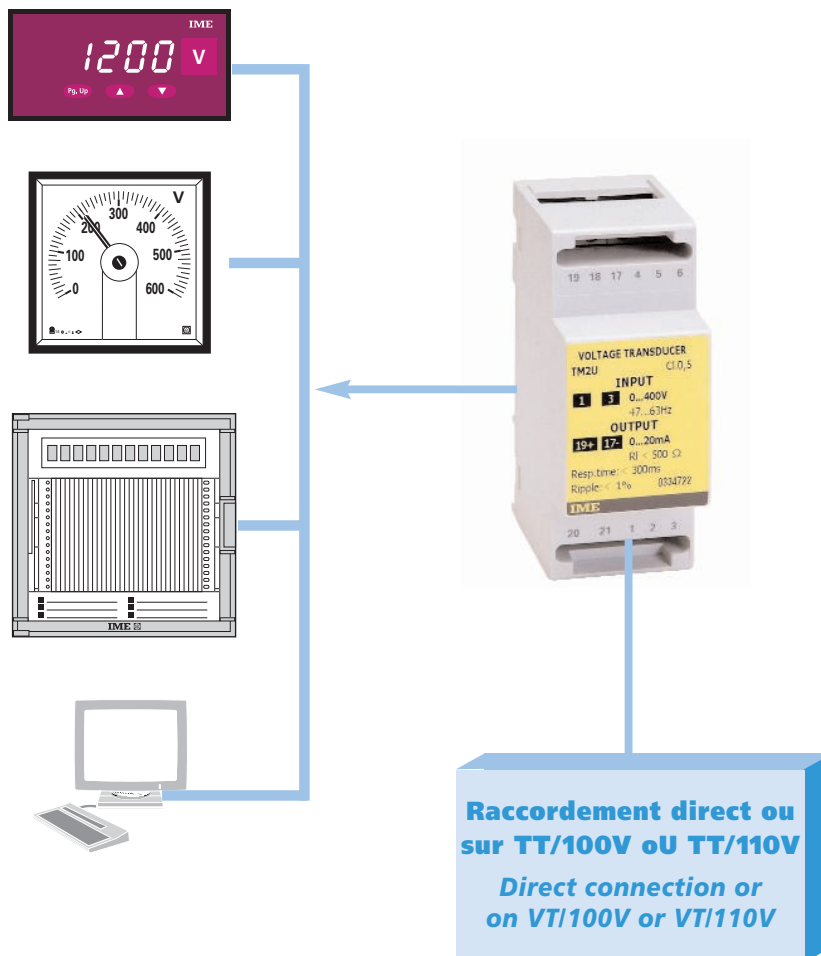 IME
1200 V
Pg. Up
V
300
200 400
100 500
0 600
IME
19 18 17 4 5 6
VOLTAGE TRANSDUCER
TM2U Cl.0,5
INPUT
1 3 0...400V
47...63Hz
OUTPUT
19+ 17- 0...20mA
RI < 500 Ω
Resp.time: < 300ms
Ripple: < 1% 0334722
IME
20 21 1 2 3
Raccordement direct ou
sur TT/100V oU TT/110V
Direct connection or
on VT/100V or VT/110V